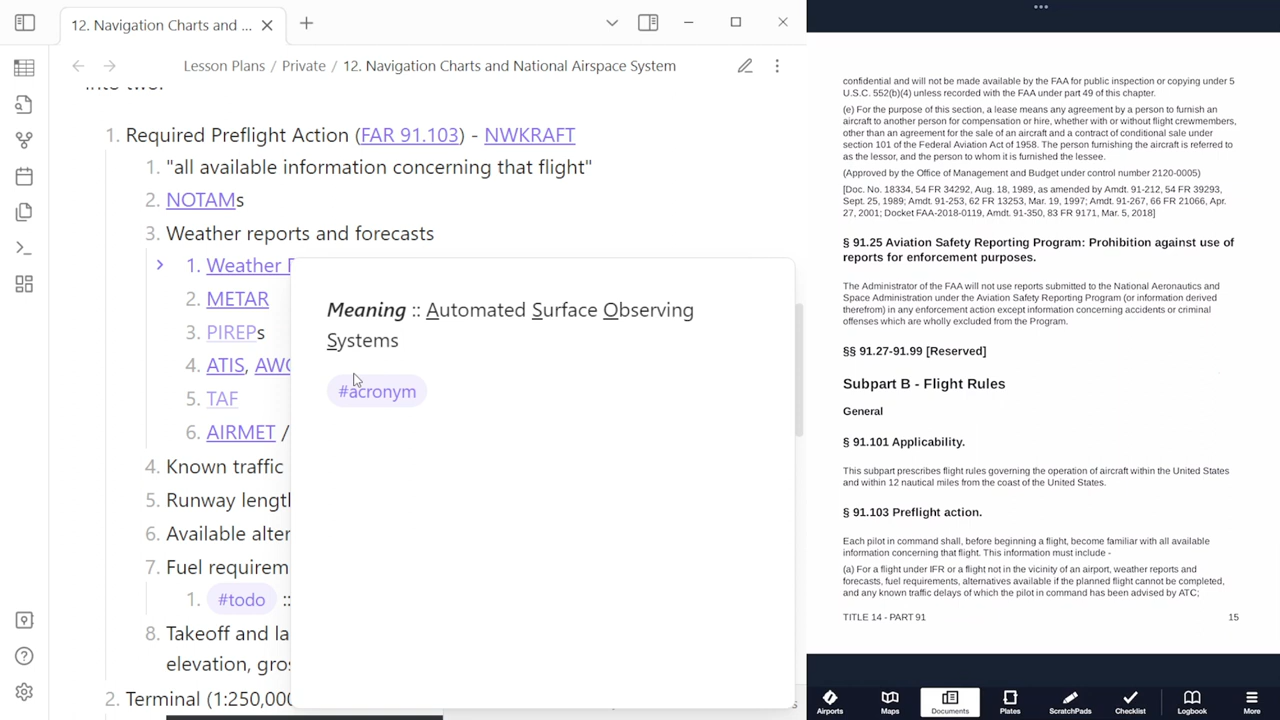 12. Navigation Charts and ...
Lesson Plans / Private / 12. Navigation Charts and National Airspace System
into two:
1. Required Preflight Action (FAR 91.103) - NWKRAFT
1. "all available information concerning that flight"
2. NOTAMs
3. Weather reports and forecasts
1. Weather
2. METAR
3. PIREPs
4. ATIS, AWO
5. TAF
6. AIRMET /
4. Known traffic
5. Runway lengt
6. Available alter
7. Fuel requirem
1. #todo ::
8. Takeoff and la
elevation, gros
2. Terminal (1:250,000
Meaning :: Automated Surface Observing
Systems
#acronym
confidential and will not be made available by the FAA for public inspection or copying under 5
U.S.C. 552(b)(4) unless recorded with the FAA under part 49 of this chapter.
(e) For the purpose of this section, a lease means any agreement by a person to furnish an
aircraft to another person for compensation or hire, whether with or without flight crewmembers,
other than an agreement for the sale of an aircraft and a contract of conditional sale under
section 101 of the Federal Aviation Act of 1958. The person furnishing the aircraft is referred to
as the lessor, and the person to whom it is furnished the lessee.
(Approved by the Office of Management and Budget under control number 2120-0005)
[Doc. No. 18334, 54 FR 34292, Aug. 18, 1989, as amended by Amdt. 91-212, 54 FR 39293,
Sept. 25, 1989; Amdt. 91-253, 62 FR 13253, Mar. 19, 1997; Amdt. 91-267, 66 FR 21066, Apr.
27, 2001; Docket FAA-2018-0119, Amdt. 91-350, 83 FR 9171, Mar. 5, 2018]
§ 91.25 Aviation Safety Reporting Program: Prohibition against use of
reports for enforcement purposes.
The Administrator of the FAA will not use reports submitted to the National Aeronautics and
Space Administration under the Aviation Safety Reporting Program (or information derived
therefrom) in any enforcement action except information concerning accidents or criminal
offenses which are wholly excluded from the Program.
§§ 91.27-91.99 [Reserved]
Subpart B - Flight Rules
General
§ 91.101 Applicability.
This subpart prescribes flight rules governing the operation of aircraft within the United States
and within 12 nautical miles from the coast of the United States.
§ 91.103 Preflight action.
Each pilot in command shall, before beginning a flight, become familiar with all available
information concerning that flight. This information must include -
(a) For a flight under IFR or a flight not in the vicinity of an airport, weather reports and
forecasts, fuel requirements, alternatives available if the planned flight cannot be completed,
and any known traffic delays of which the pilot in command has been advised by ATC;
TITLE 14 - PART 91 15
Airports Maps Documents Plates ScratchPads Checklist Logbook More